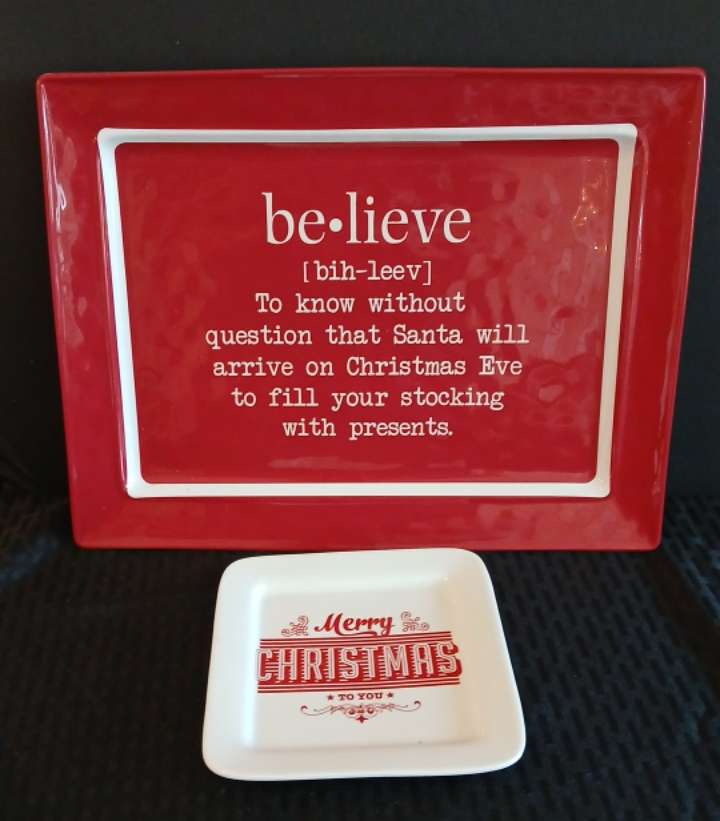 be•lieve
[bih-leev]
To know without
question that Santa will
arrive on Christmas Eve
to fill your stocking
with presents.
Merry
CHRISTMAS
★ TO YOU ★